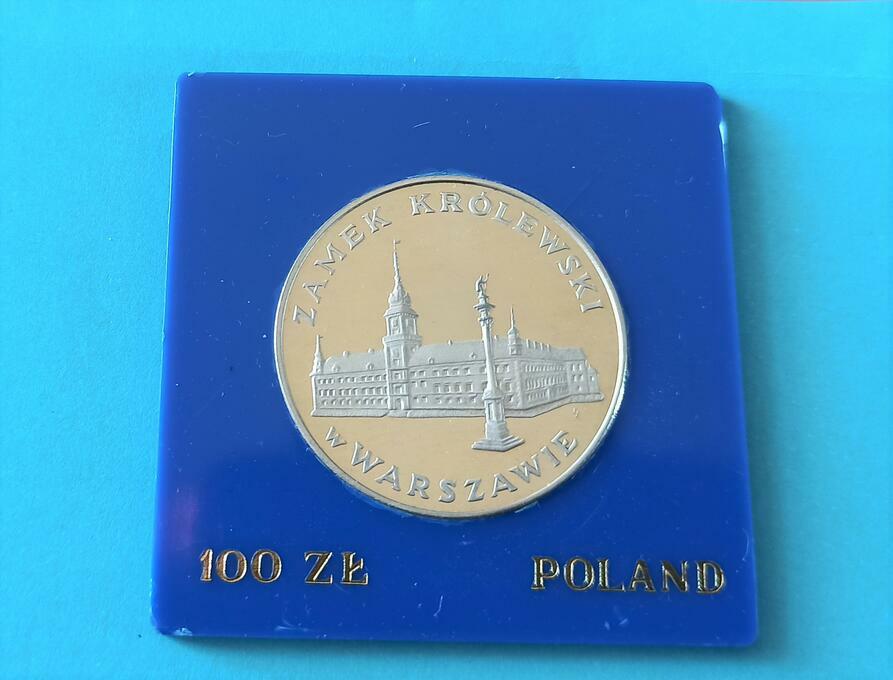 ZAMEK KRÓLEWSKI
W WARSZAWIE
100 ZŁ POLAND